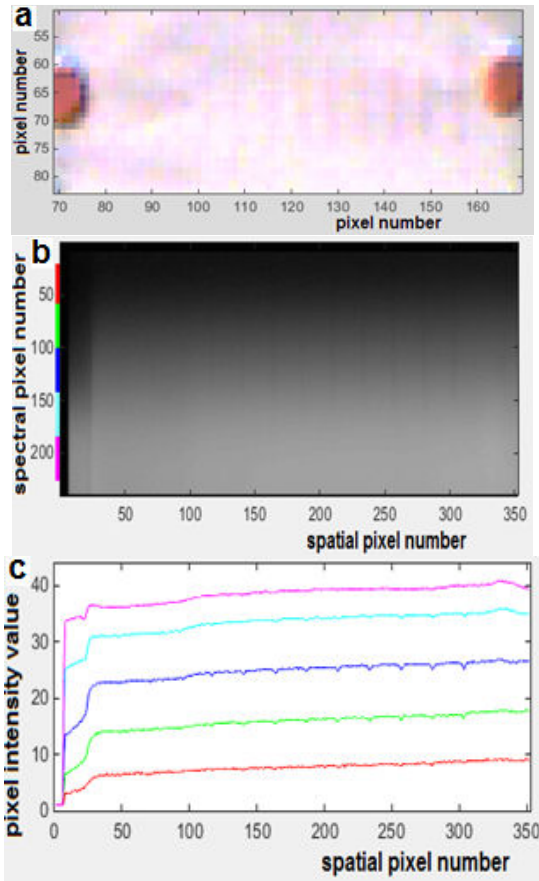 a
pixel number
55
60
65
70
75
80
70 80 90 100 110 120 130 140 150 160
pixel number
b
spectral pixel number
50
100
150
200
50 100 150 200 250 300 350
spatial pixel number
c
pixel intensity value
40
30
20
10
0
0 50 100 150 200 250 300 350
spatial pixel number